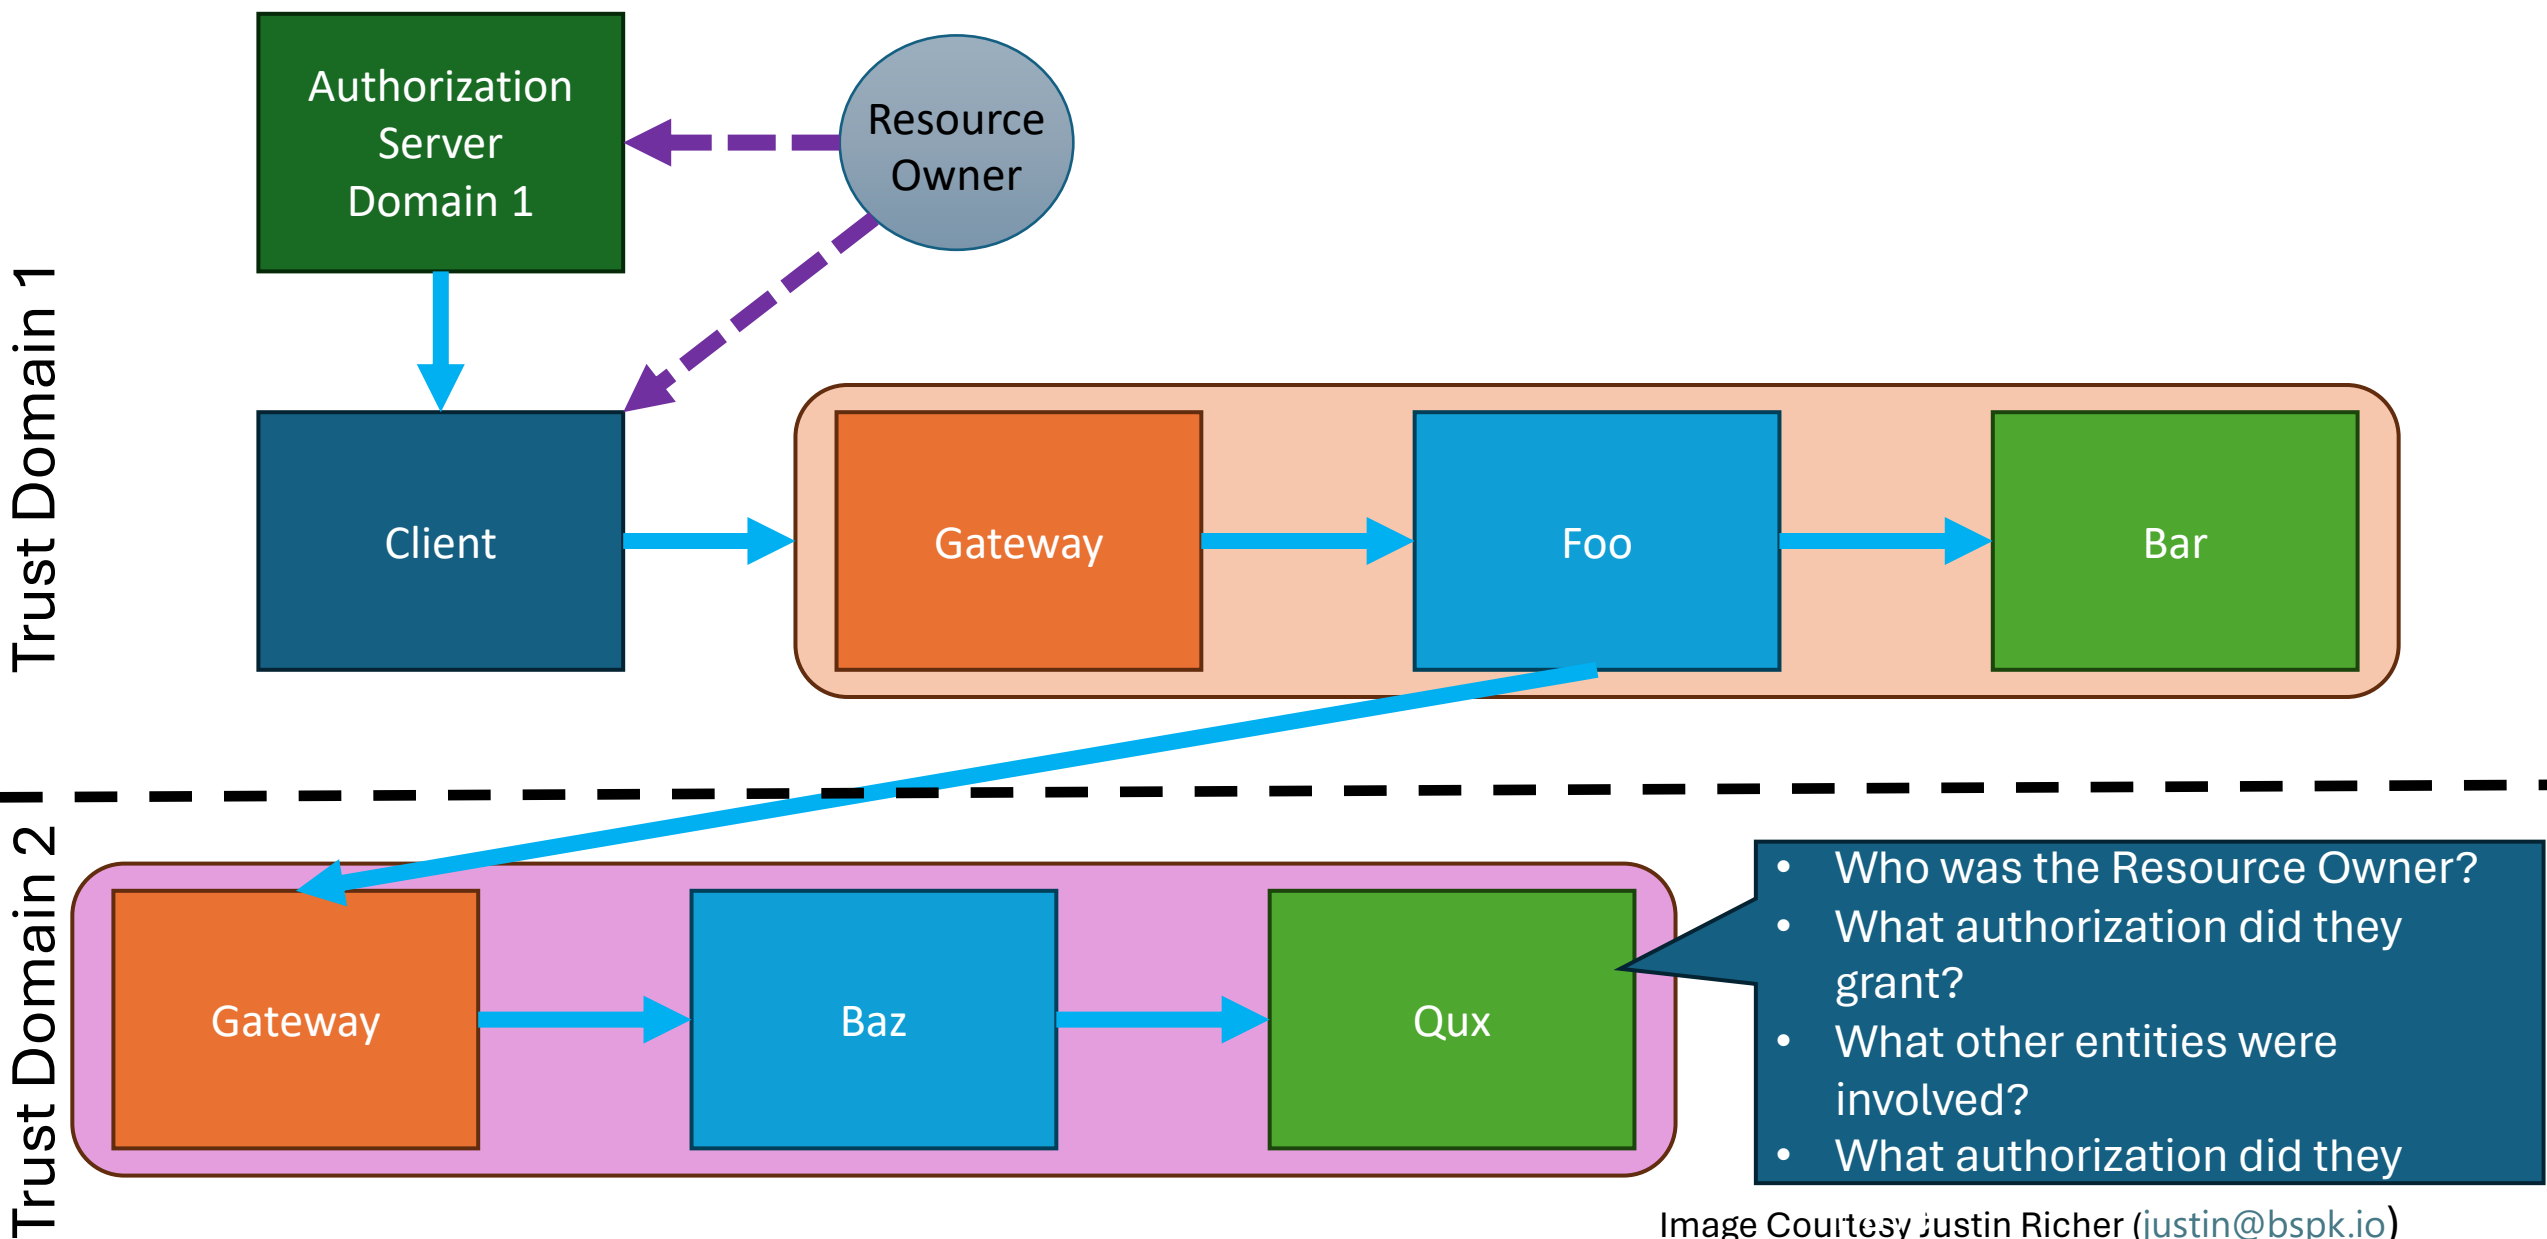 Authorization
Server
Domain 1
Resource
Owner
Trust Domain 1
Client
Gateway
Foo
Bar
Trust Domain 2
Gateway
Baz
Qux
• Who was the Resource Owner?
• What authorization did they
grant?
• What other entities were
involved?
• What authorization did they
Image Courtesy Justin Richer (justin@bspk.io)